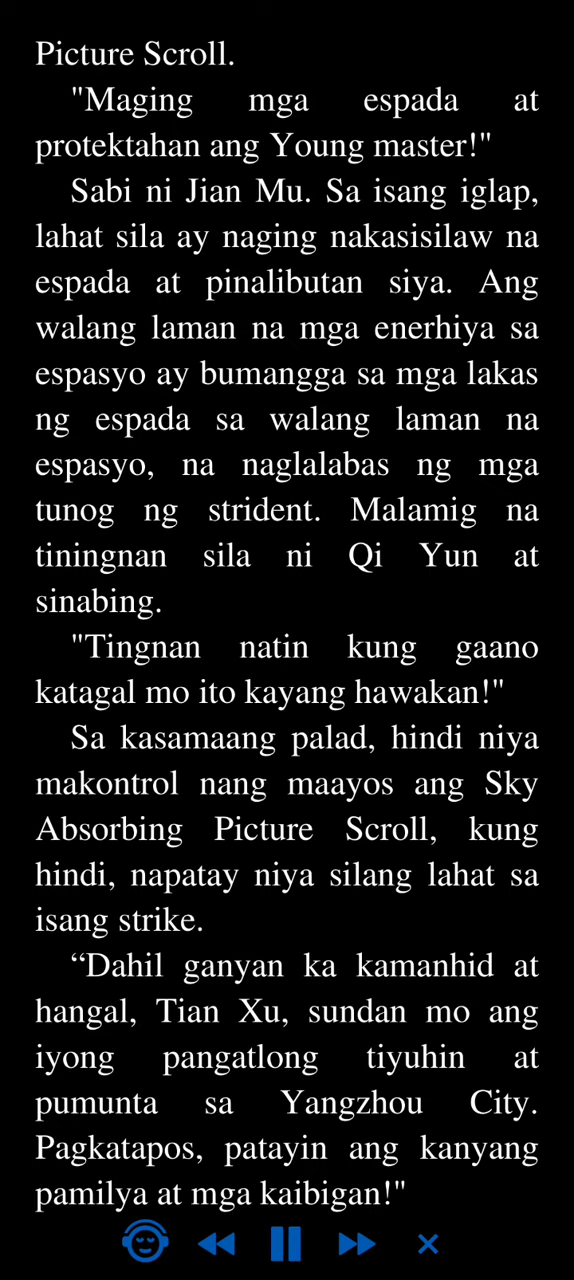 Picture Scroll.
"Maging mga espada at
protektahan ang Young master!"
Sabi ni Jian Mu. Sa isang iglap,
lahat sila ay naging nakasisilaw na
espada at pinalibutan siya. Ang
walang laman na mga enerhiya sa
espasyo ay bumangga sa mga lakas
ng espada sa walang laman na
espasyo, na naglalabas ng mga
tunog ng strident. Malamig na
tiningnan sila ni Qi Yun at
sinabing.
"Tingnan natin kung gaano
katagal mo ito kayang hawakan!"
Sa kasamaang palad, hindi niya
makontrol nang maayos ang Sky
Absorbing Picture Scroll, kung
hindi, napatay niya silang lahat sa
isang strike.
“Dahil ganyan ka kamanhid at
hangal, Tian Xu, sundan mo ang
iyong pangatlong tiyuhin at
pumunta sa Yangzhou City.
Pagkatapos, patayin ang kanyang
pamilya at mga kaibigan!"